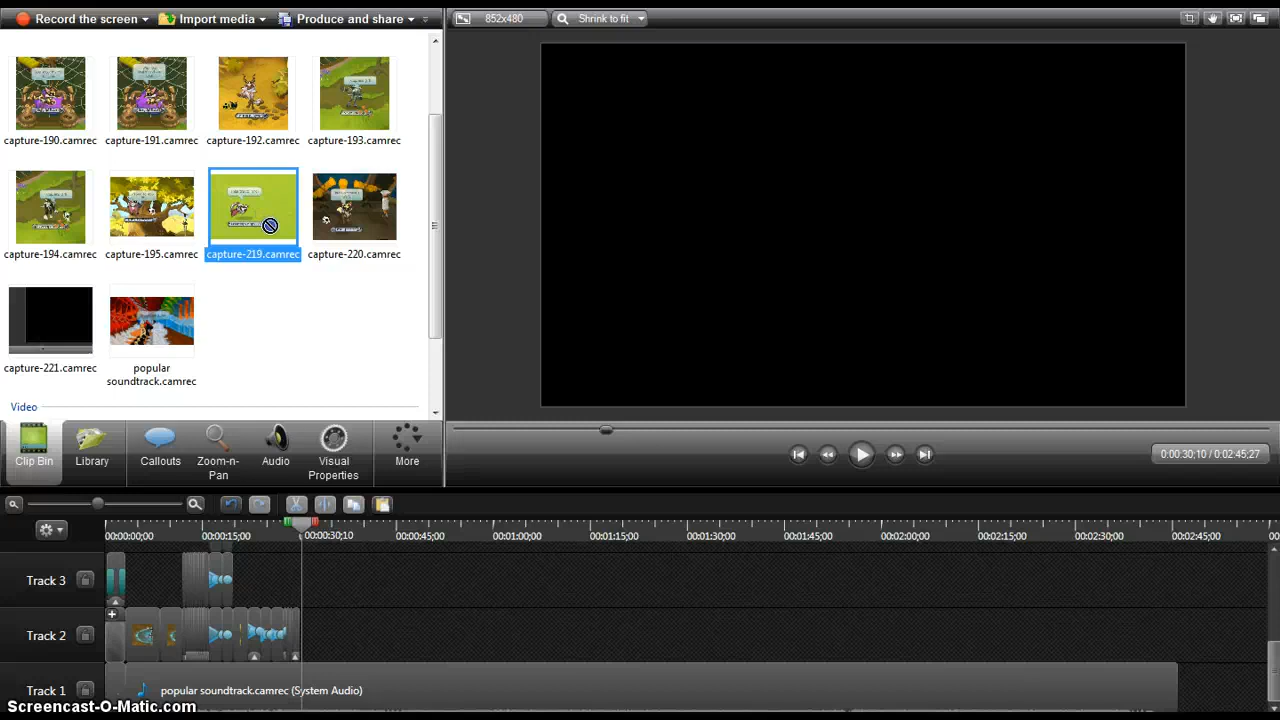 Record the screen Import media Produce and share 852x480 Shrink to fit
capture-190.camrec capture-191.camrec capture-192.camrec capture-193.camrec
capture-194.camrec capture-195.camrec capture-219.camrec capture-220.camrec
capture-221.camrec popular
soundtrack.camrec
Video
Clip Bin Library Callouts Zoom-n-
Pan Audio Visual
Properties More
0:00:30;10 / 0:02:45;27
00:00:00;00 00:00:15;00 00:00:30;10 00:00:45;00 00:01:00;00 00:01:15;00 00:01:30;00 00:01:45;00 00:02:00;00 00:02:15;00 00:02:30;00 00:02:45;00
Track 3
Track 2
Track 1 popular soundtrack.camrec (System Audio)
Screencast-O-Matic.com